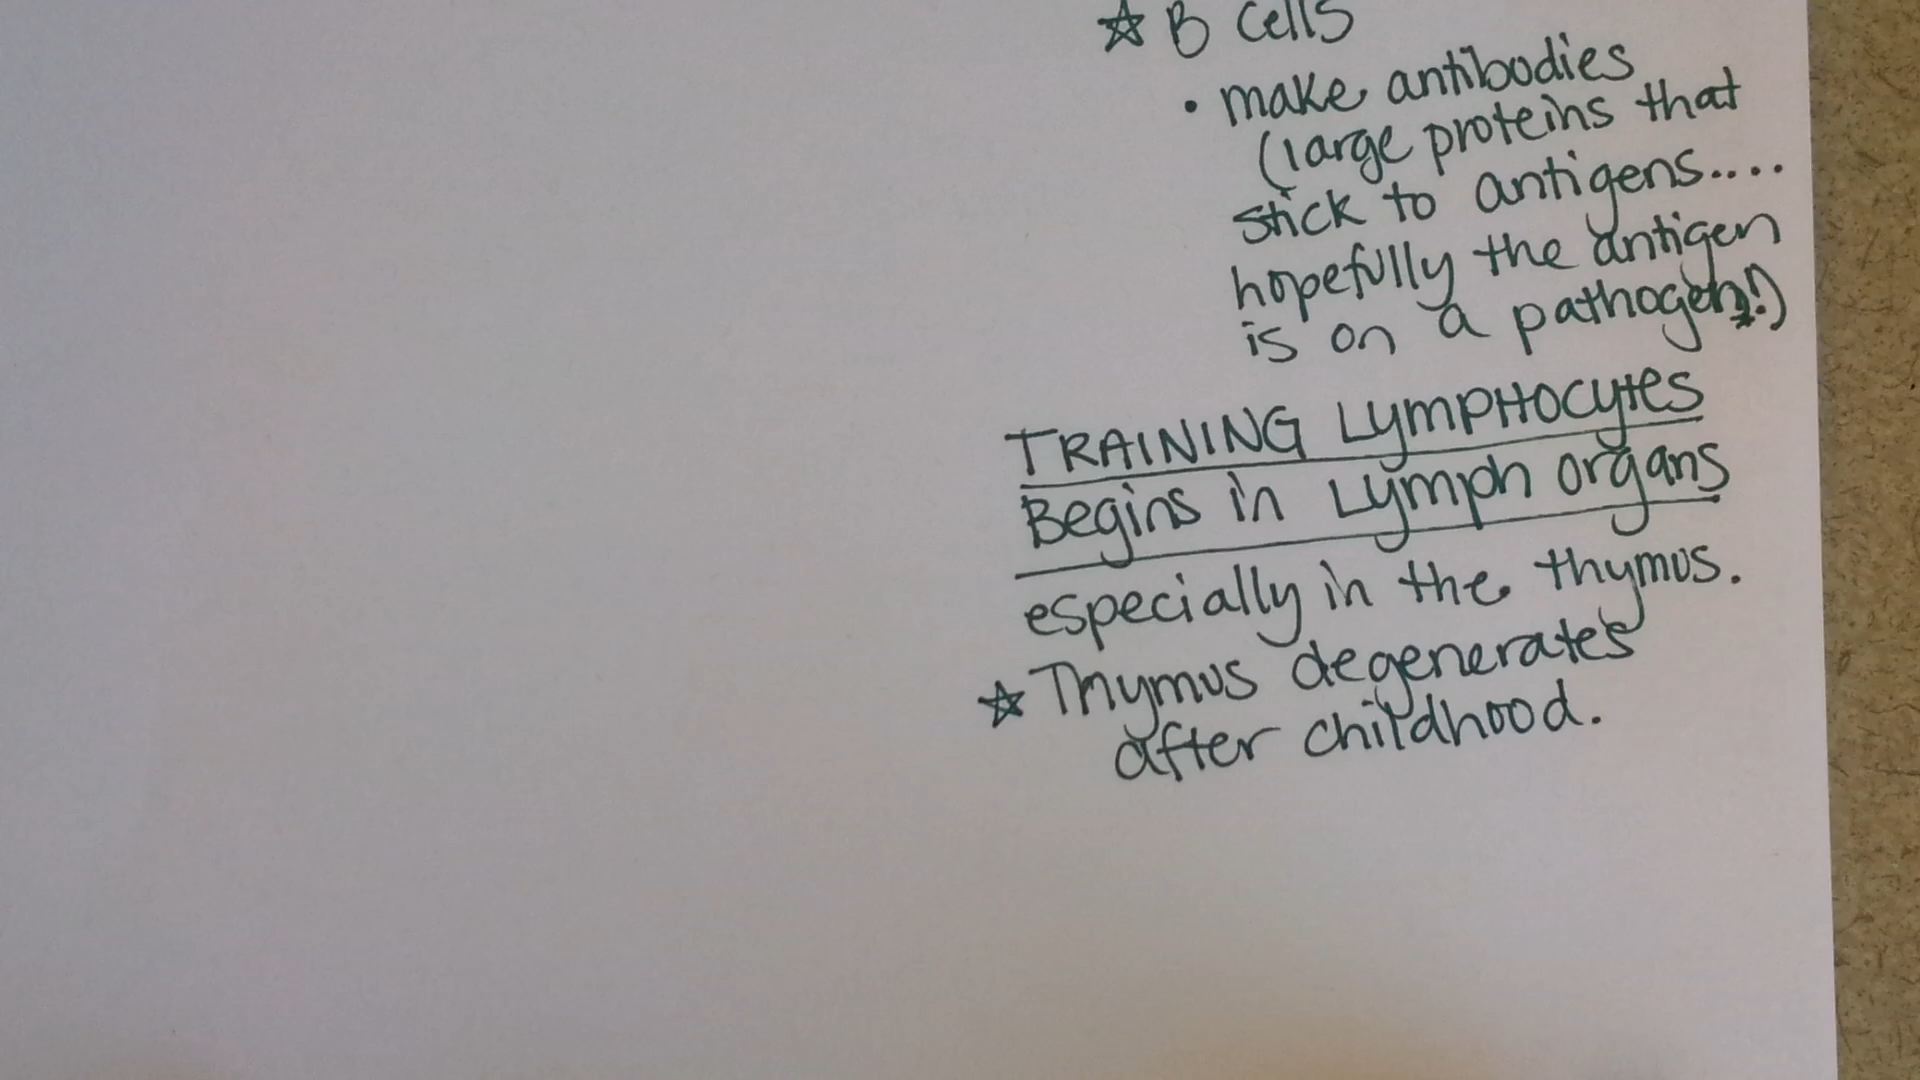 ☆ B cells
• make antibodies
(large proteins that
stick to antigens....
hopefully the antigen
is on a pathogen!)
TRAINING LYMPHOCYTES
Begins in Lymph organs
especially in the thymus.
☆ Thymus degenerates
after childhood.